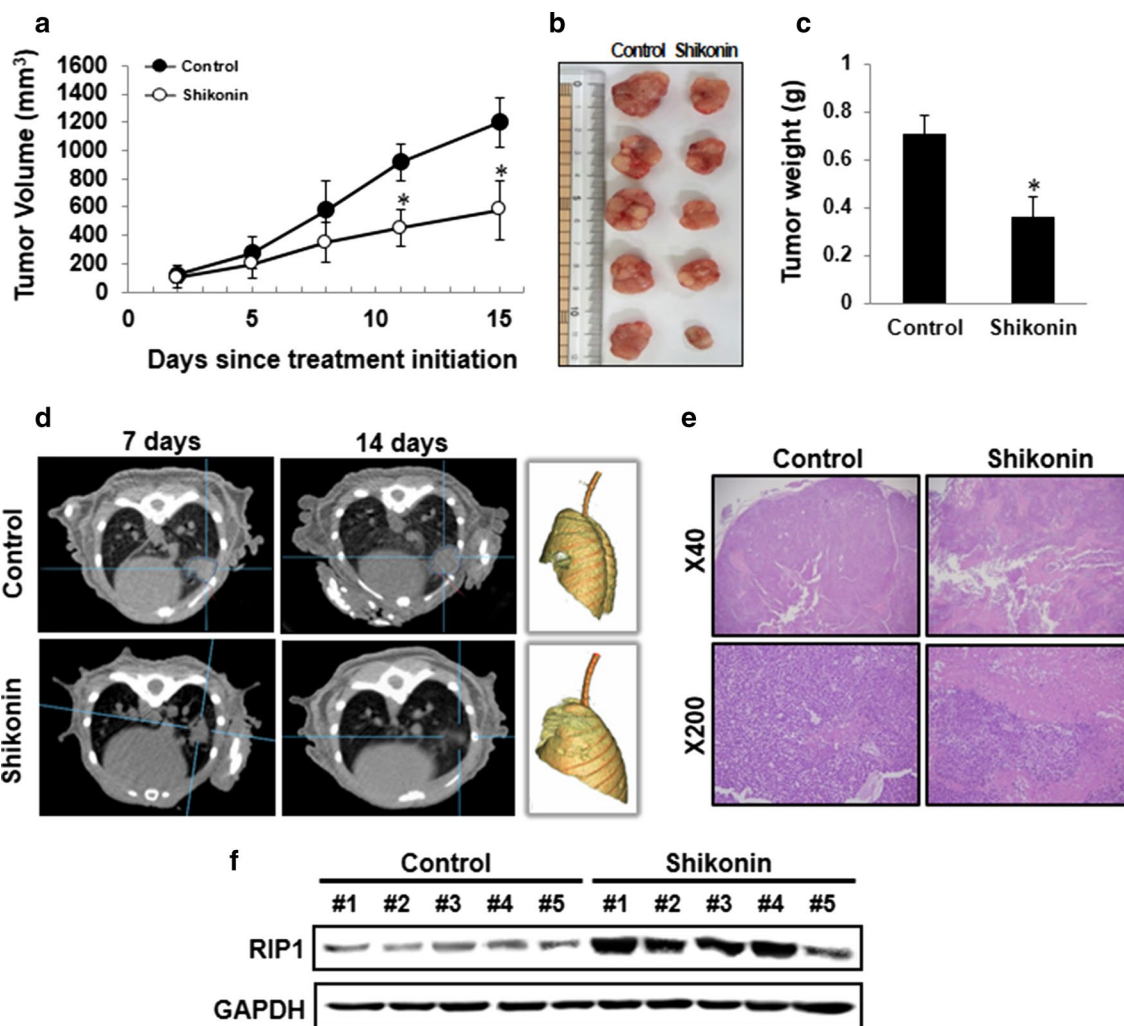 a
Tumor Volume (mm³)
1600
1400
1200
1000
800
600
400
200
0
Control
Shikonin
*
*
0 5 10 15
Days since treatment initiation
b
Control Shikonin
0
5
10
c
Tumor weight (g)
1
0.8
0.6
0.4
0.2
0
*
Control Shikonin
d
7 days 14 days
Control
Shikonin
e
Control Shikonin
X40
X200
f
Control Shikonin
#1 #2 #3 #4 #5 #1 #2 #3 #4 #5
RIP1
GAPDH